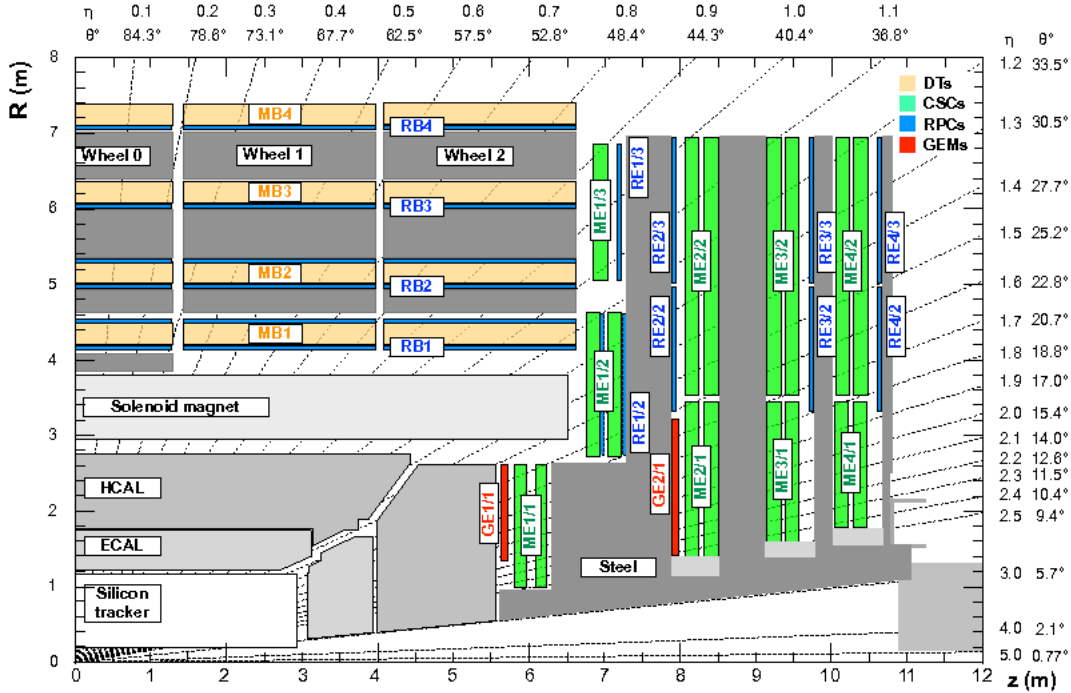 η 0.1 0.2 0.3 0.4 0.5 0.6 0.7 0.8 0.9 1.0 1.1
θ° 84.3° 78.6° 73.1° 67.7° 62.5° 57.5° 52.8° 48.4° 44.3° 40.4° 36.8° η θ°
R (m)
8
7
6
5
4
3
2
1
0
1.2 33.5°
1.3 30.5°
1.4 27.7°
1.5 25.2°
1.6 22.8°
1.7 20.7°
1.8 18.8°
1.9 17.0°
2.0 15.4°
2.1 14.0°
2.2 12.8°
2.3 11.5°
2.4 10.4°
2.5 9.4°
3.0 5.7°
4.0 2.1°
5.0 0.77°
DTs
CSCs
RPCs
GEMs
MB4
RB4
Wheel 0
Wheel 1
Wheel 2
MB3
RB3
MB2
RB2
MB1
RB1
Solenoid magnet
HCAL
ECAL
Silicon
tracker
Steel
ME1/3
RE1/3
RE2/3
ME2/2
ME3/2
RE3/3
ME4/2
RE4/3
ME1/2
RE1/2
RE2/2
RE3/2
RE4/2
GE1/1
ME1/1
GE2/1
ME2/1
ME3/1
ME4/1
0 1 2 3 4 5 6 7 8 9 10 11 12
z (m)